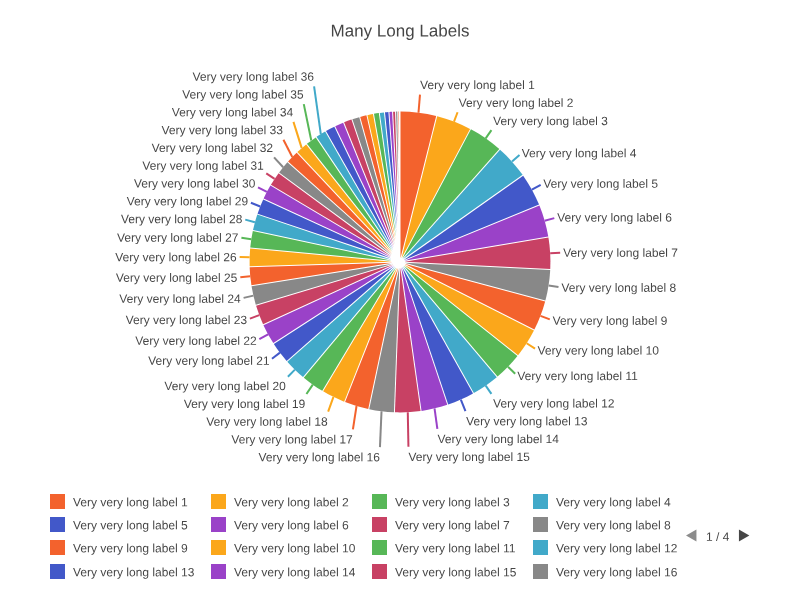 Many Long Labels
Very very long label 36
Very very long label 35
Very very long label 34
Very very long label 33
Very very long label 32
Very very long label 31
Very very long label 30
Very very long label 29
Very very long label 28
Very very long label 27
Very very long label 26
Very very long label 25
Very very long label 24
Very very long label 23
Very very long label 22
Very very long label 21
Very very long label 20
Very very long label 19
Very very long label 18
Very very long label 17
Very very long label 16
Very very long label 1
Very very long label 2
Very very long label 3
Very very long label 4
Very very long label 5
Very very long label 6
Very very long label 7
Very very long label 8
Very very long label 9
Very very long label 10
Very very long label 11
Very very long label 12
Very very long label 13
Very very long label 14
Very very long label 15
Very very long label 1 Very very long label 2 Very very long label 3 Very very long label 4
Very very long label 5 Very very long label 6 Very very long label 7 Very very long label 8
Very very long label 9 Very very long label 10 Very very long label 11 Very very long label 12
Very very long label 13 Very very long label 14 Very very long label 15 Very very long label 16
1 / 4